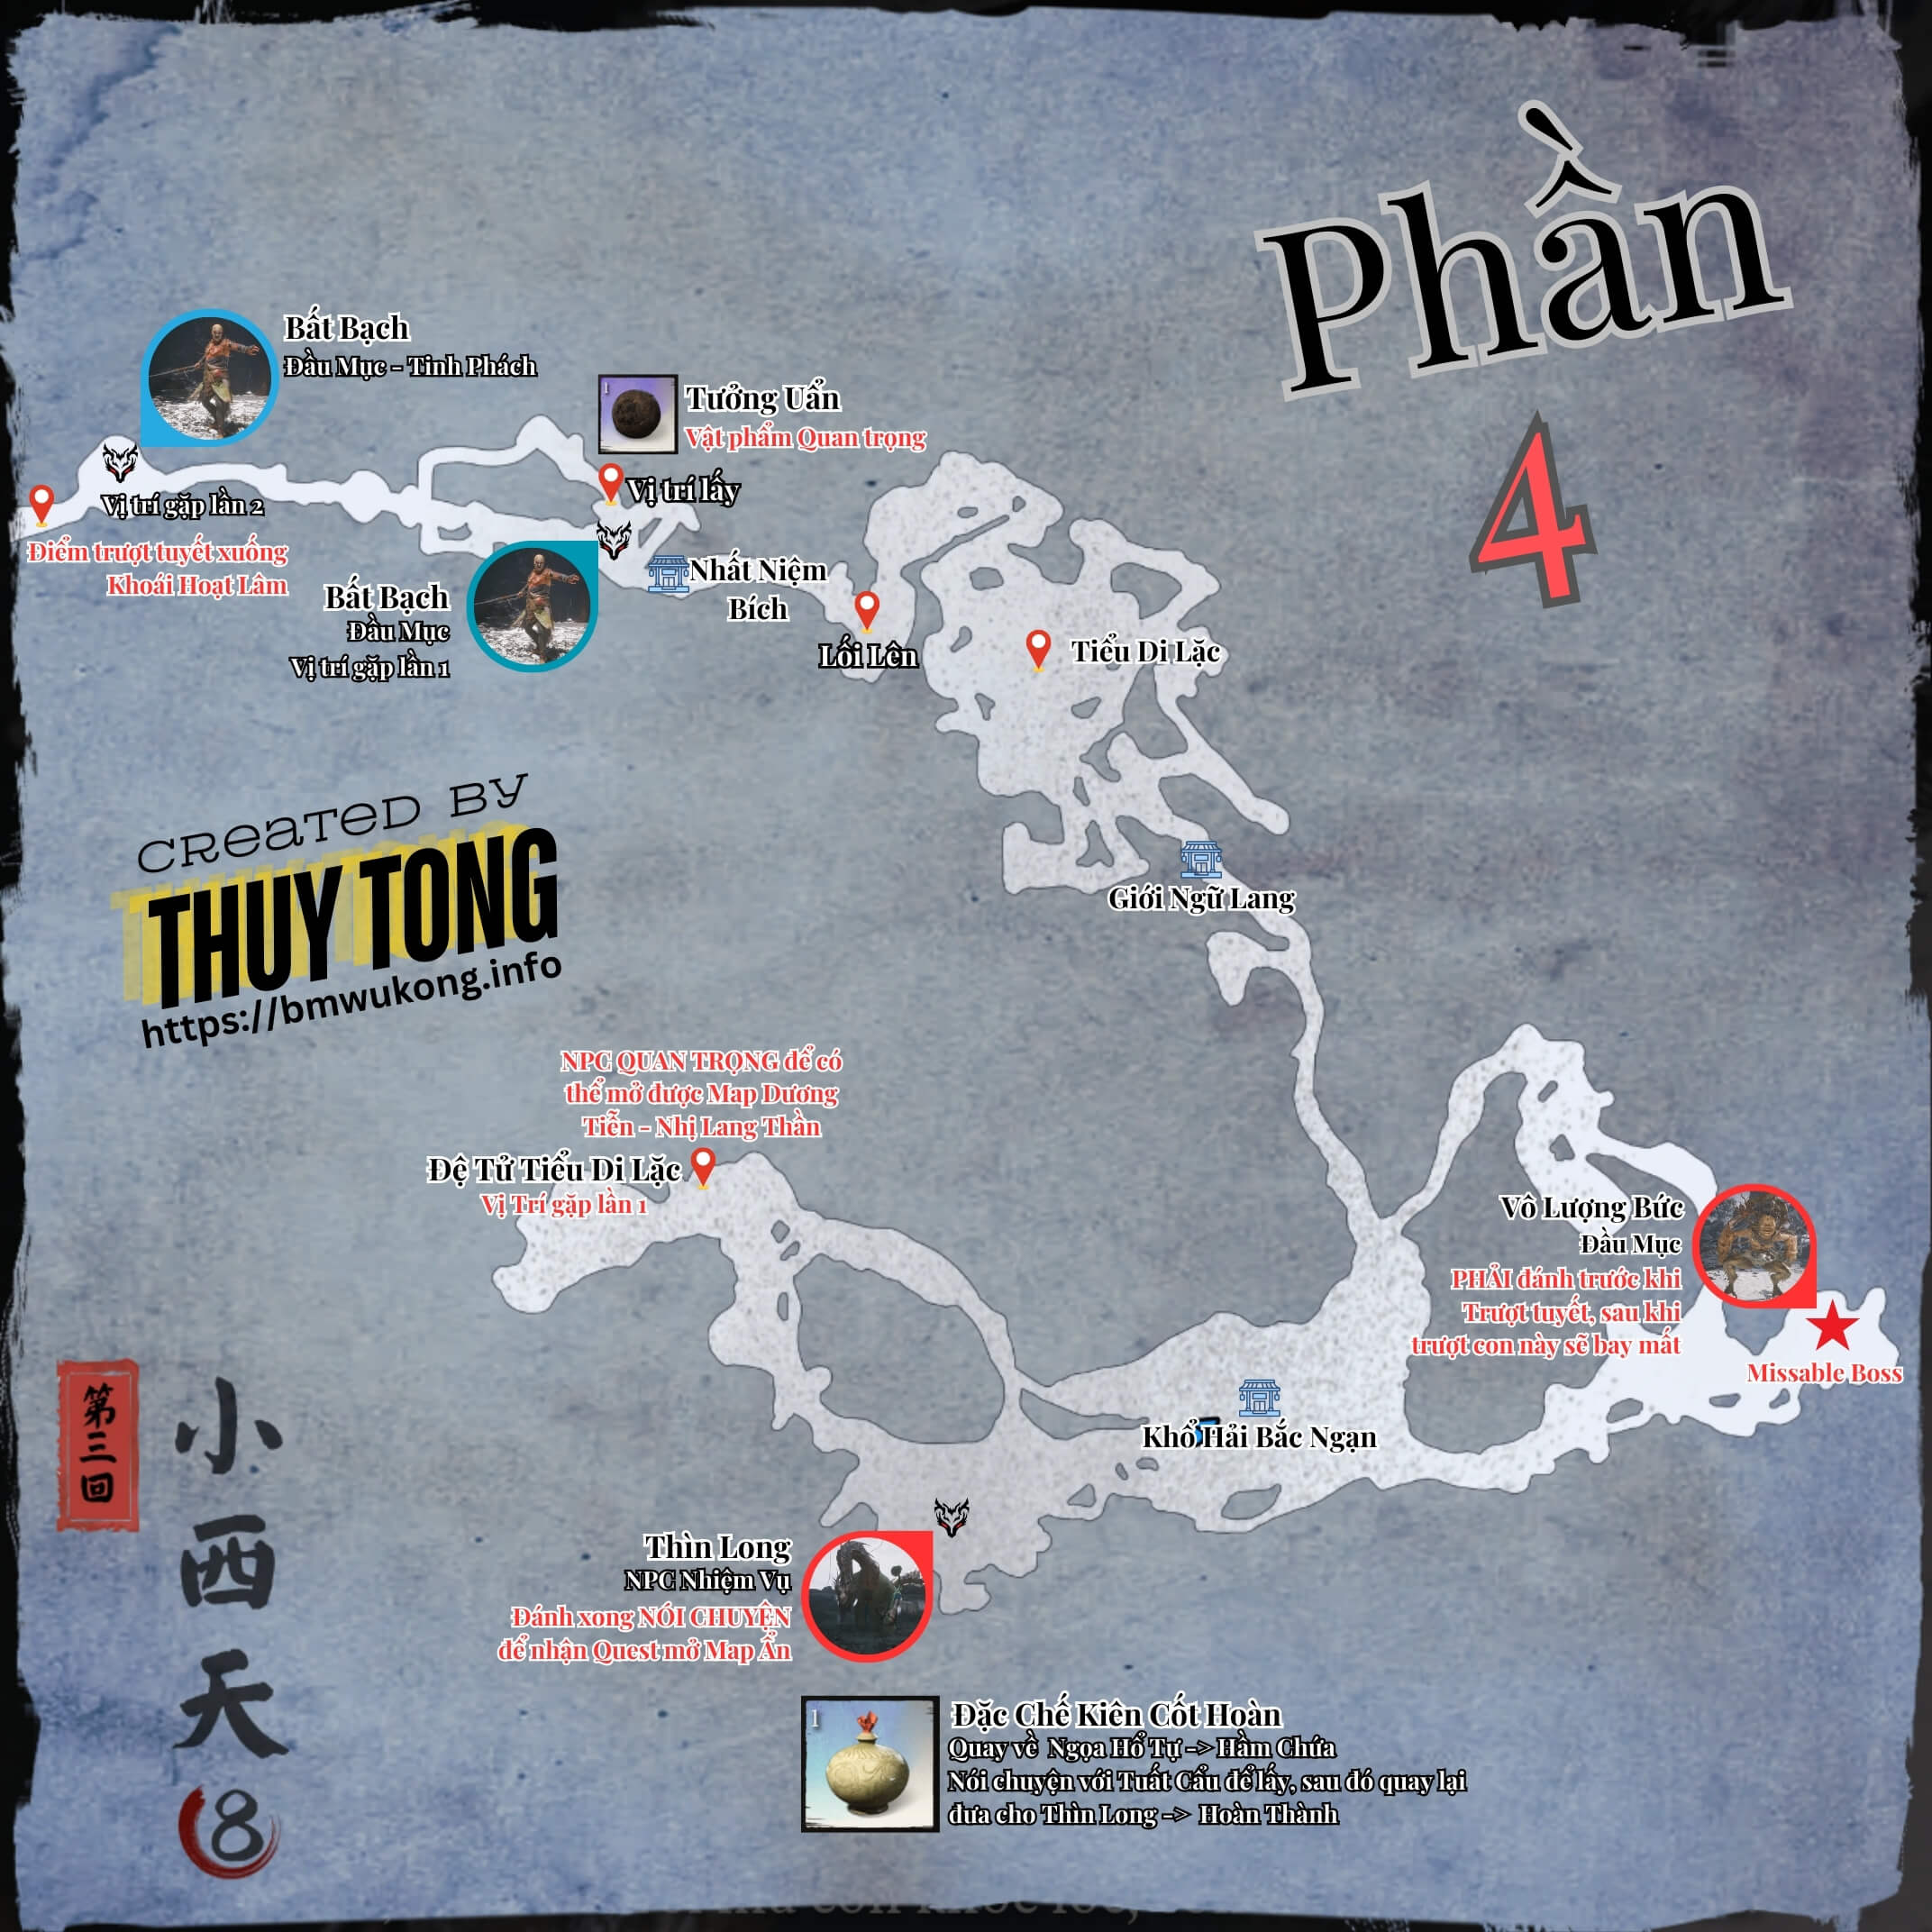 Phần
4
Bất Bạch
Đầu Mục - Tinh Phách
1
Tưởng Uẩn
Vật phẩm Quan trọng
Vị trí lấy
Vị trí gặp lần 2
Điểm trượt tuyết xuống
Khoái Hoạt Lâm
Bất Bạch
Đầu Mục
Vị trí gặp lần 1
Nhất Niệm
Bích
Lối Lên
Tiểu Di Lặc
Giới Ngữ Lang
CREATED BY
THUY TONG
https://bmwukong.info
NPC QUAN TRỌNG để có
thể mở được Map Dương
Tiễn - Nhị Lang Thần
Đệ Tử Tiểu Di Lặc
Vị Trí gặp lần 1
Vô Lượng Bức
Đầu Mục
PHẢI đánh trước khi
Trượt tuyết, sau khi
trượt con này sẽ bay mất
Missable Boss
Khổ Hải Bắc Ngạn
Thìn Long
NPC Nhiệm Vụ
Đánh xong NÓI CHUYỆN
để nhận Quest mở Map Ẩn
1
Đặc Chế Kiên Cốt Hoàn
Quay về Ngọa Hổ Tự -> Hầm Chứa
Nói chuyện với Tuất Cẩu để lấy, sau đó quay lại
đưa cho Thìn Long -> Hoàn Thành
第三回
小西天
8